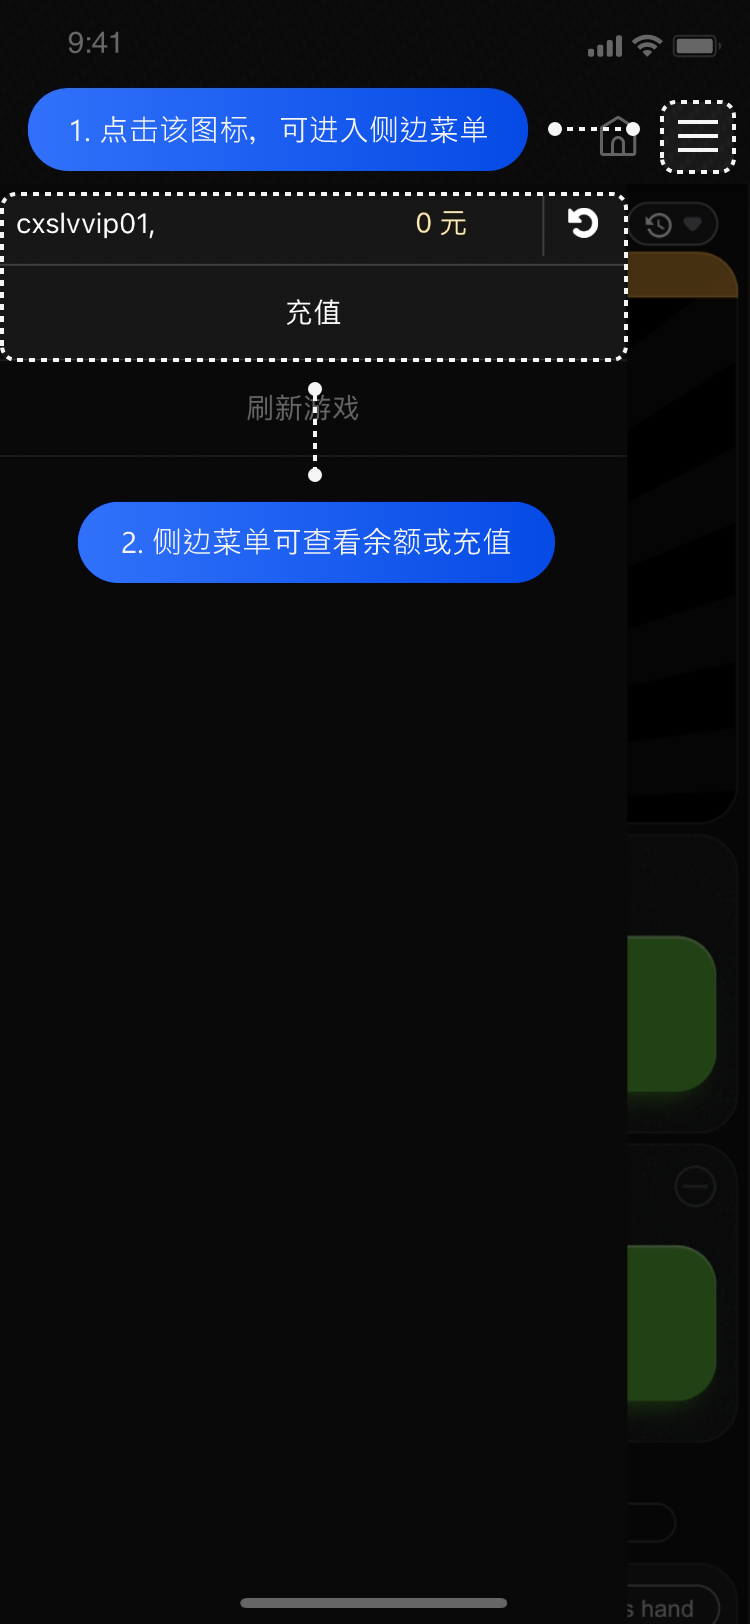 9:41
1. 点击该图标，可进入侧边菜单
cxslvvip01, 0 元
充值
刷新游戏
2. 侧边菜单可查看余额或充值
s hand